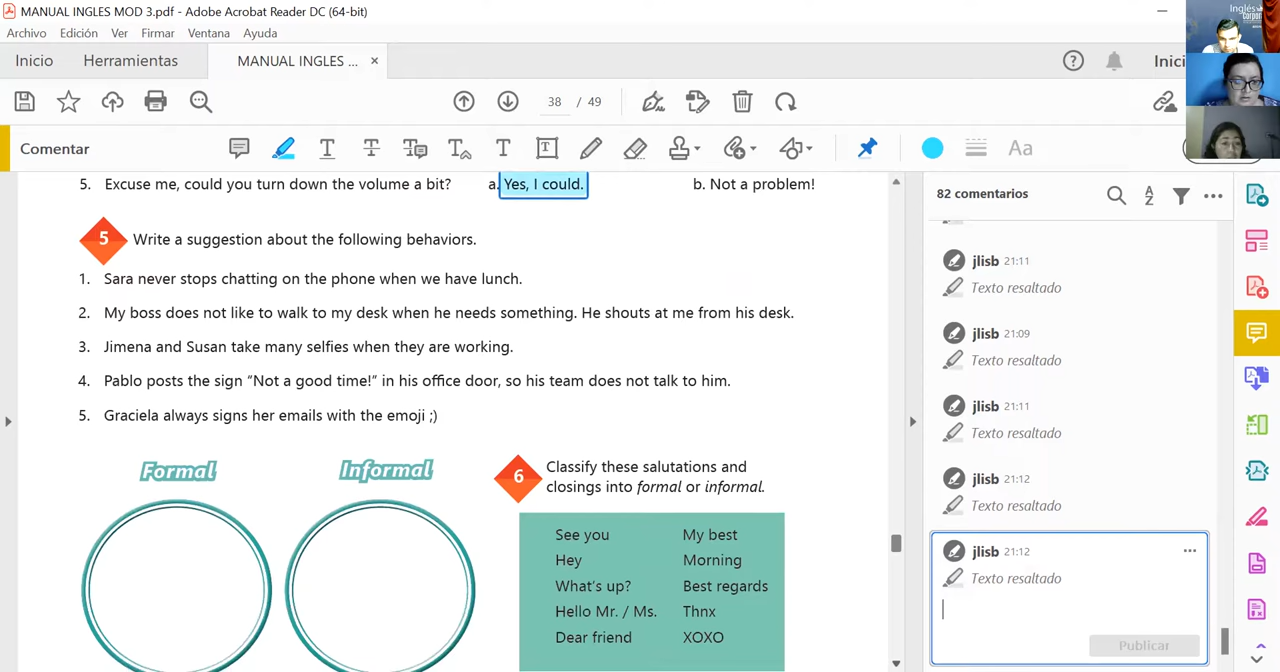 MANUAL INGLES MOD 3.pdf - Adobe Acrobat Reader DC (64-bit)
Archivo Edición Ver Firmar Ventana Ayuda
Inicio Herramientas MANUAL INGLES ... × ? Inici
38 / 49
Comentar Aa
5. Excuse me, could you turn down the volume a bit? a. Yes, I could. b. Not a problem!
5 Write a suggestion about the following behaviors.
1. Sara never stops chatting on the phone when we have lunch.
2. My boss does not like to walk to my desk when he needs something. He shouts at me from his desk.
3. Jimena and Susan take many selfies when they are working.
4. Pablo posts the sign “Not a good time!” in his office door, so his team does not talk to him.
5. Graciela always signs her emails with the emoji ;)
Formal Informal
6 Classify these salutations and
closings into formal or informal.
See you My best
Hey Morning
What's up? Best regards
Hello Mr. / Ms. Thnx
Dear friend XOXO
82 comentarios
jlisb 21:11
Texto resaltado
jlisb 21:09
Texto resaltado
jlisb 21:11
Texto resaltado
jlisb 21:12
Texto resaltado
jlisb 21:12
Texto resaltado
Publicar
Inglés